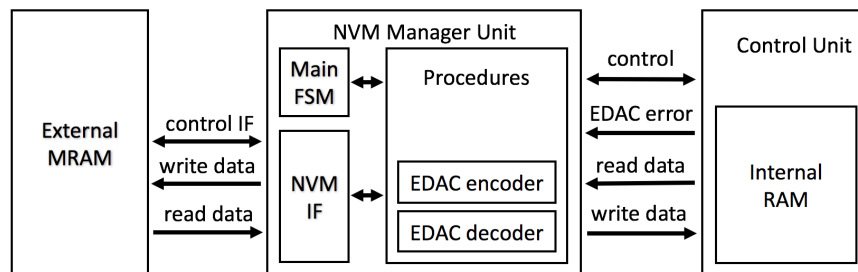 NVM Manager Unit
Control Unit
Main
FSM
Procedures
control
External
MRAM
control IF
EDAC error
write data
NVM
IF
EDAC encoder
read data
Internal
RAM
read data
EDAC decoder
write data